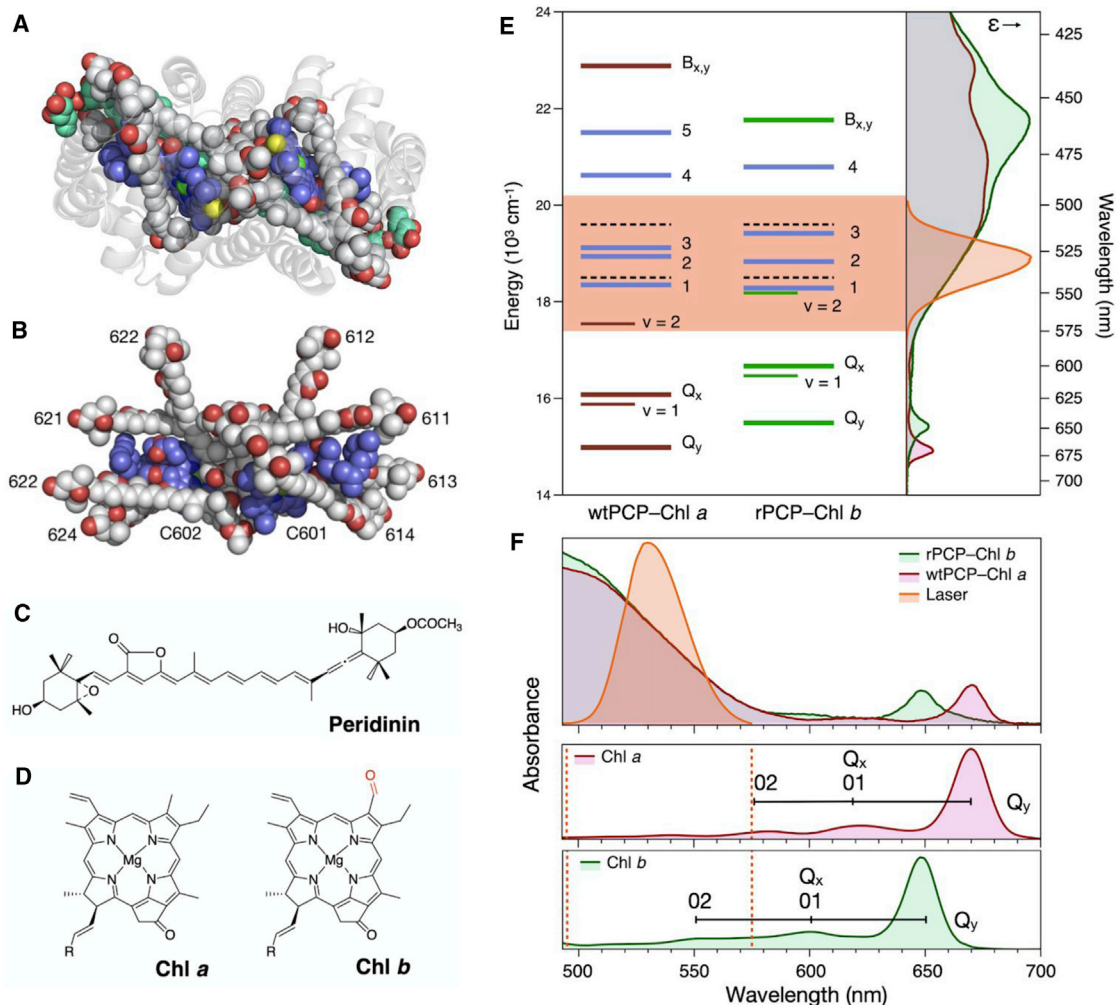 A
B
622
612
621
611
622
613
624
C602
C601
614
C
O
O
HO
OCOCH₃
O
HO
Peridinin
D
O
N
N
Mg
N
N
O
R
Chl a
N
N
Mg
N
N
O
R
Chl b
E
24
22
20
18
16
14
Energy (10³ cm⁻¹)
Bx,y
5
4
3
2
1
v = 2
Qx
v = 1
Qy
wtPCP–Chl a
Bx,y
4
3
2
1
v = 2
Qx
v = 1
Qy
rPCP–Chl b
ε→
425
450
475
500
525
550
575
600
625
650
675
700
Wavelength (nm)
F
rPCP–Chl b
wtPCP–Chl a
Laser
Absorbance
Chl a
Qx
02
01
Qy
Chl b
Qx
02
01
Qy
500
550
600
650
700
Wavelength (nm)